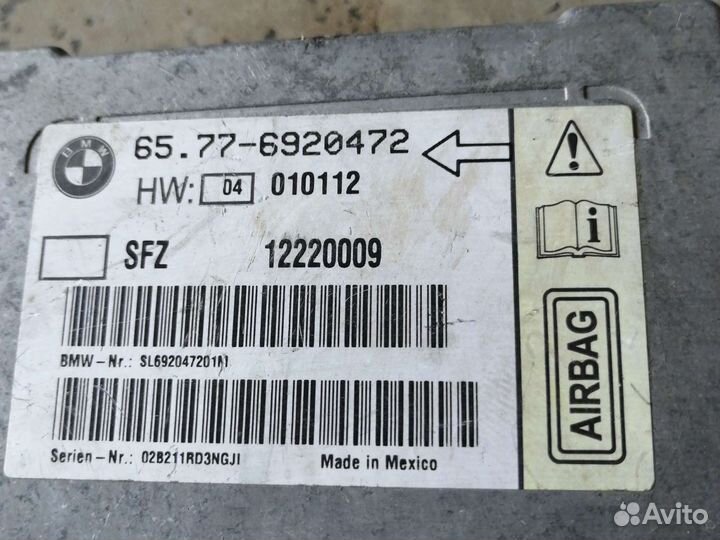 BMW
65.77-6920472
HW: 04 010112
SFZ 12220009
BMW-Nr.: SL692047201A1
Serien-Nr.: 02B211RD3NGJI
Made in Mexico
AIRBAG
Avito